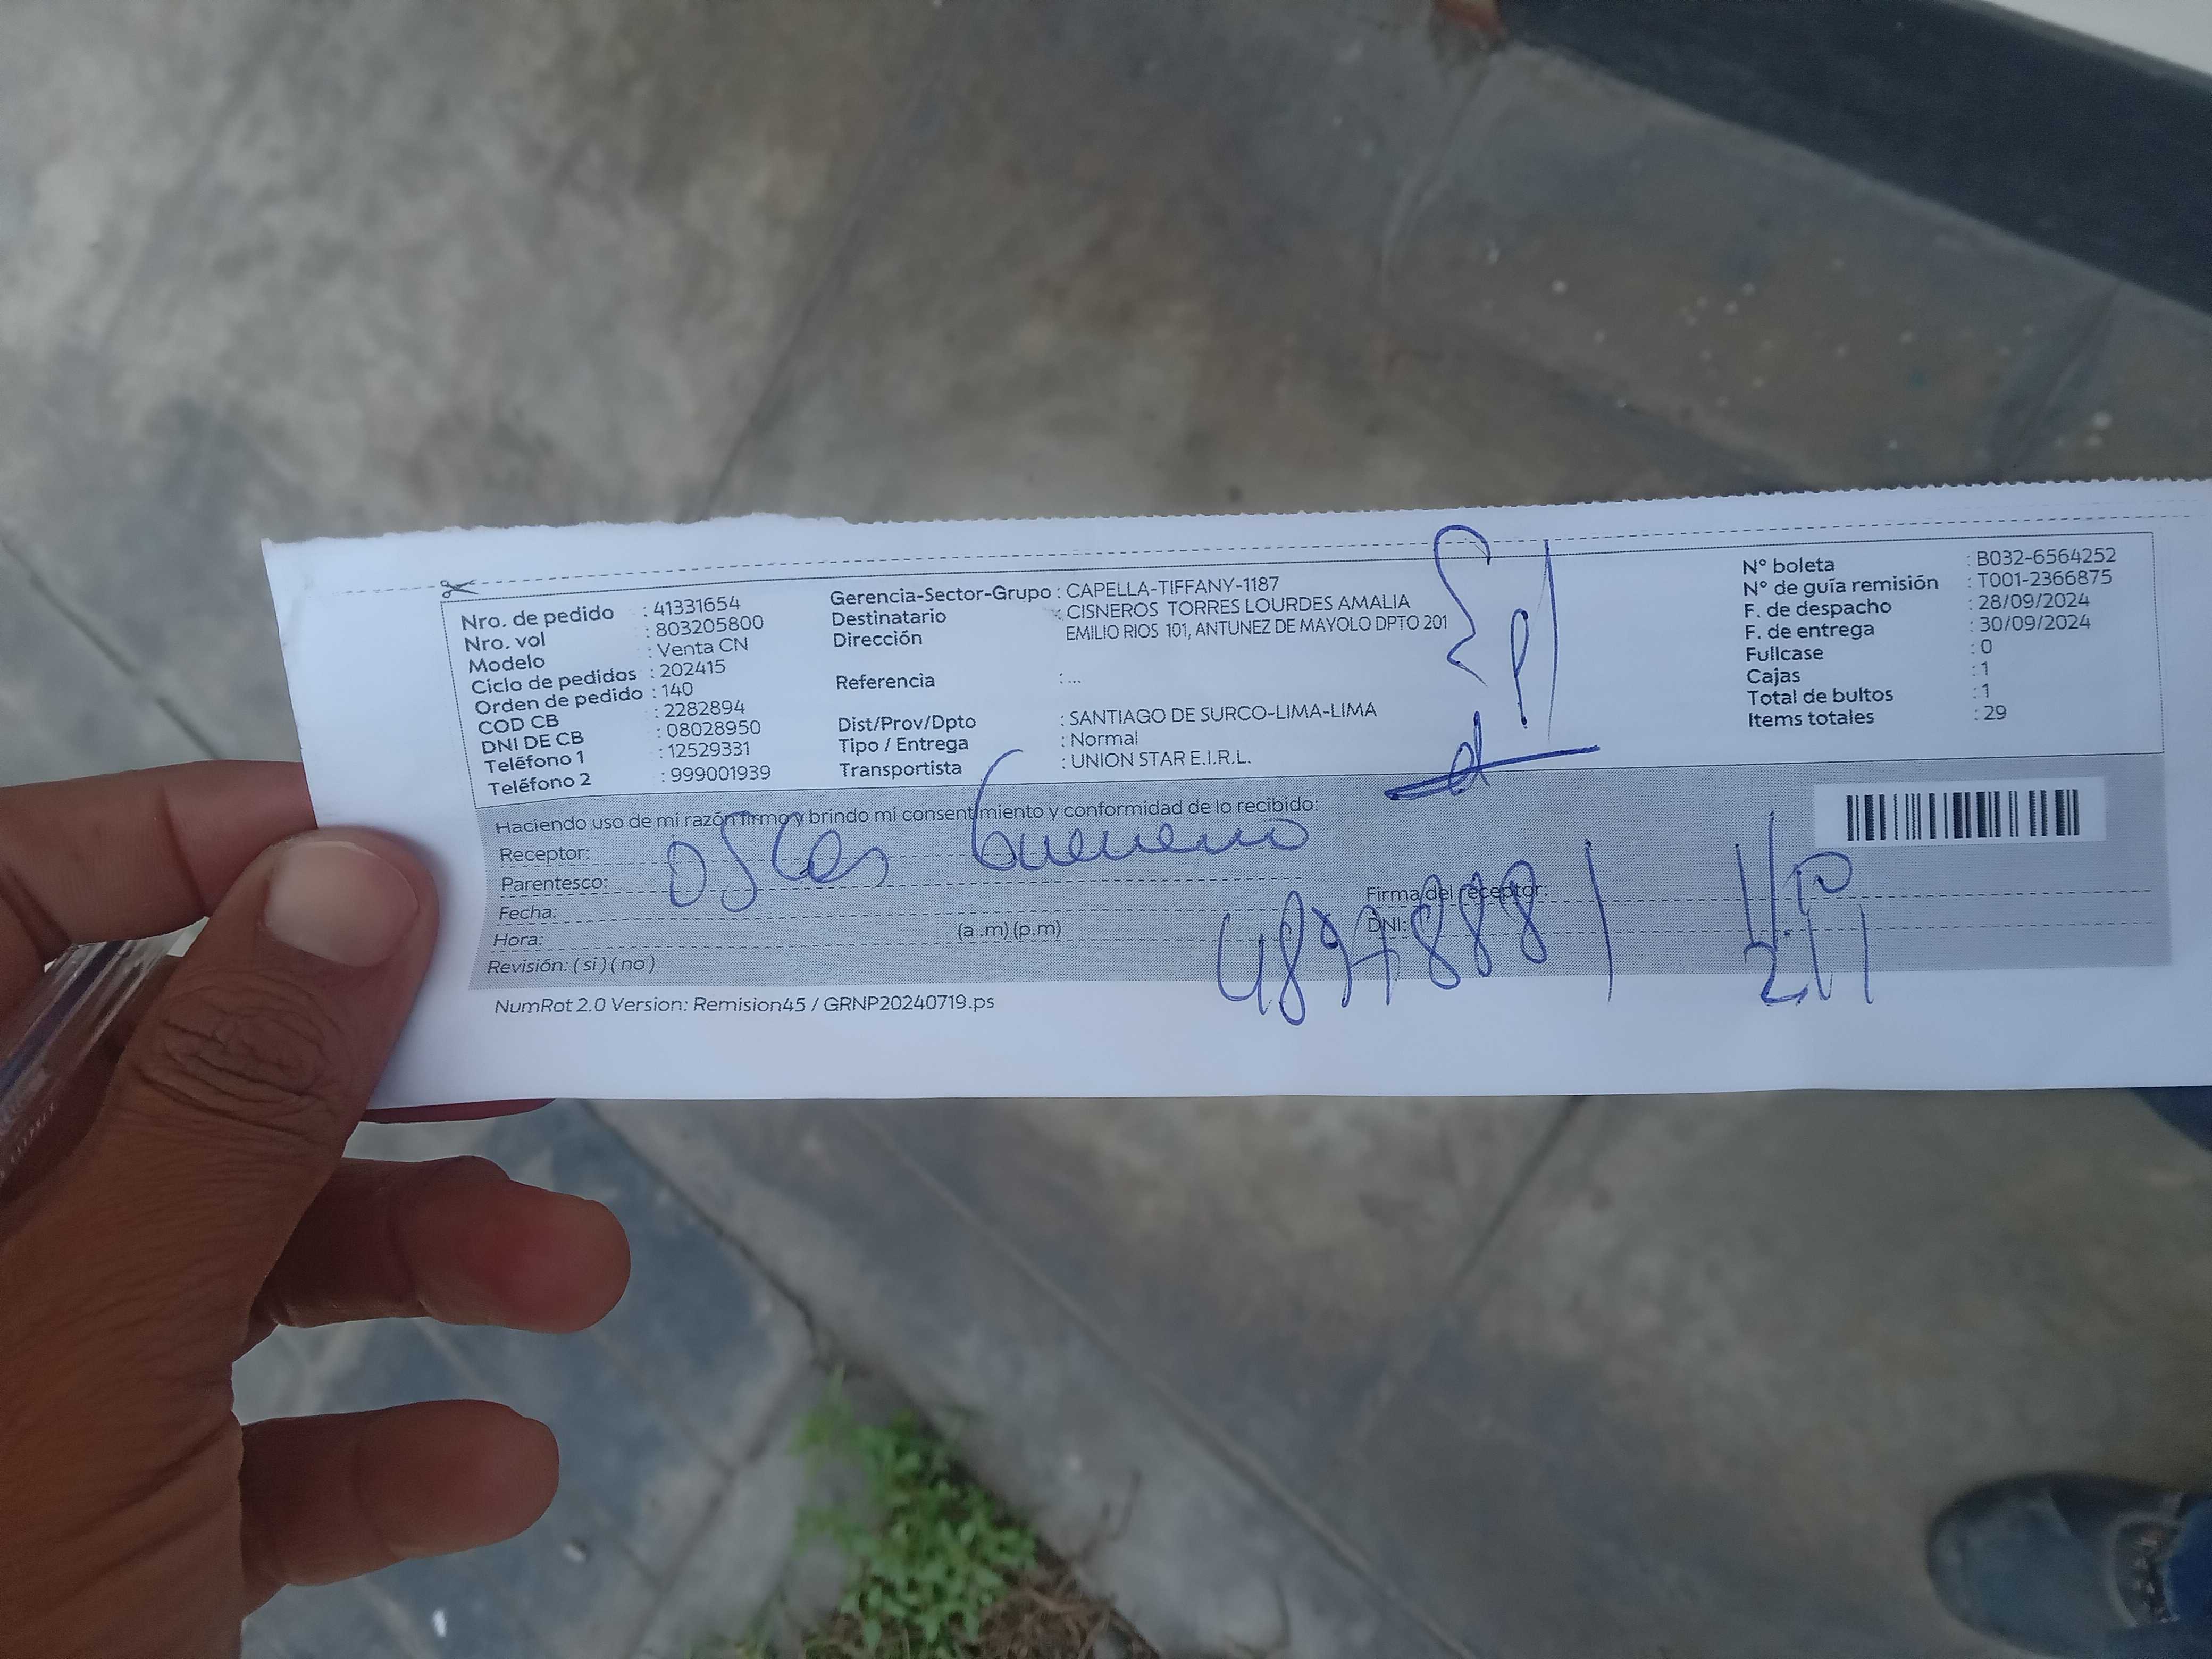 Nro. de pedido : 41331654
Nro. vol : 803205800
Modelo : Venta CN
Ciclo de pedidos : 202415
Orden de pedido : 140
COD CB : 2282894
DNI DE CB : 08028950
Teléfono 1 : 12529331
Teléfono 2 : 999001939
Gerencia-Sector-Grupo : CAPELLA-TIFFANY-1187
Destinatario : CISNEROS TORRES LOURDES AMALIA
Dirección EMILIO RIOS 101, ANTUNEZ DE MAYOLO DPTO 201
Referencia : ...
Dist/Prov/Dpto : SANTIAGO DE SURCO-LIMA-LIMA
Tipo / Entrega : Normal
Transportista : UNION STAR E.I.R.L.
N° boleta : B032-6564252
N° de guía remisión : T001-2366875
F. de despacho : 28/09/2024
F. de entrega : 30/09/2024
Fullcase : 0
Cajas : 1
Total de bultos : 1
Items totales : 29
Haciendo uso de mi razón firmo y brindo mi consentimiento y conformidad de lo recibido:
Receptor:
Parentesco:
Oscar Guerrero
Fecha:
Hora: (a .m) (p.m)
Revisión: ( si ) ( no )
Firma del receptor:
DNI:
NumRot 2.0 Version: Remision45 / GRNP20240719.ps